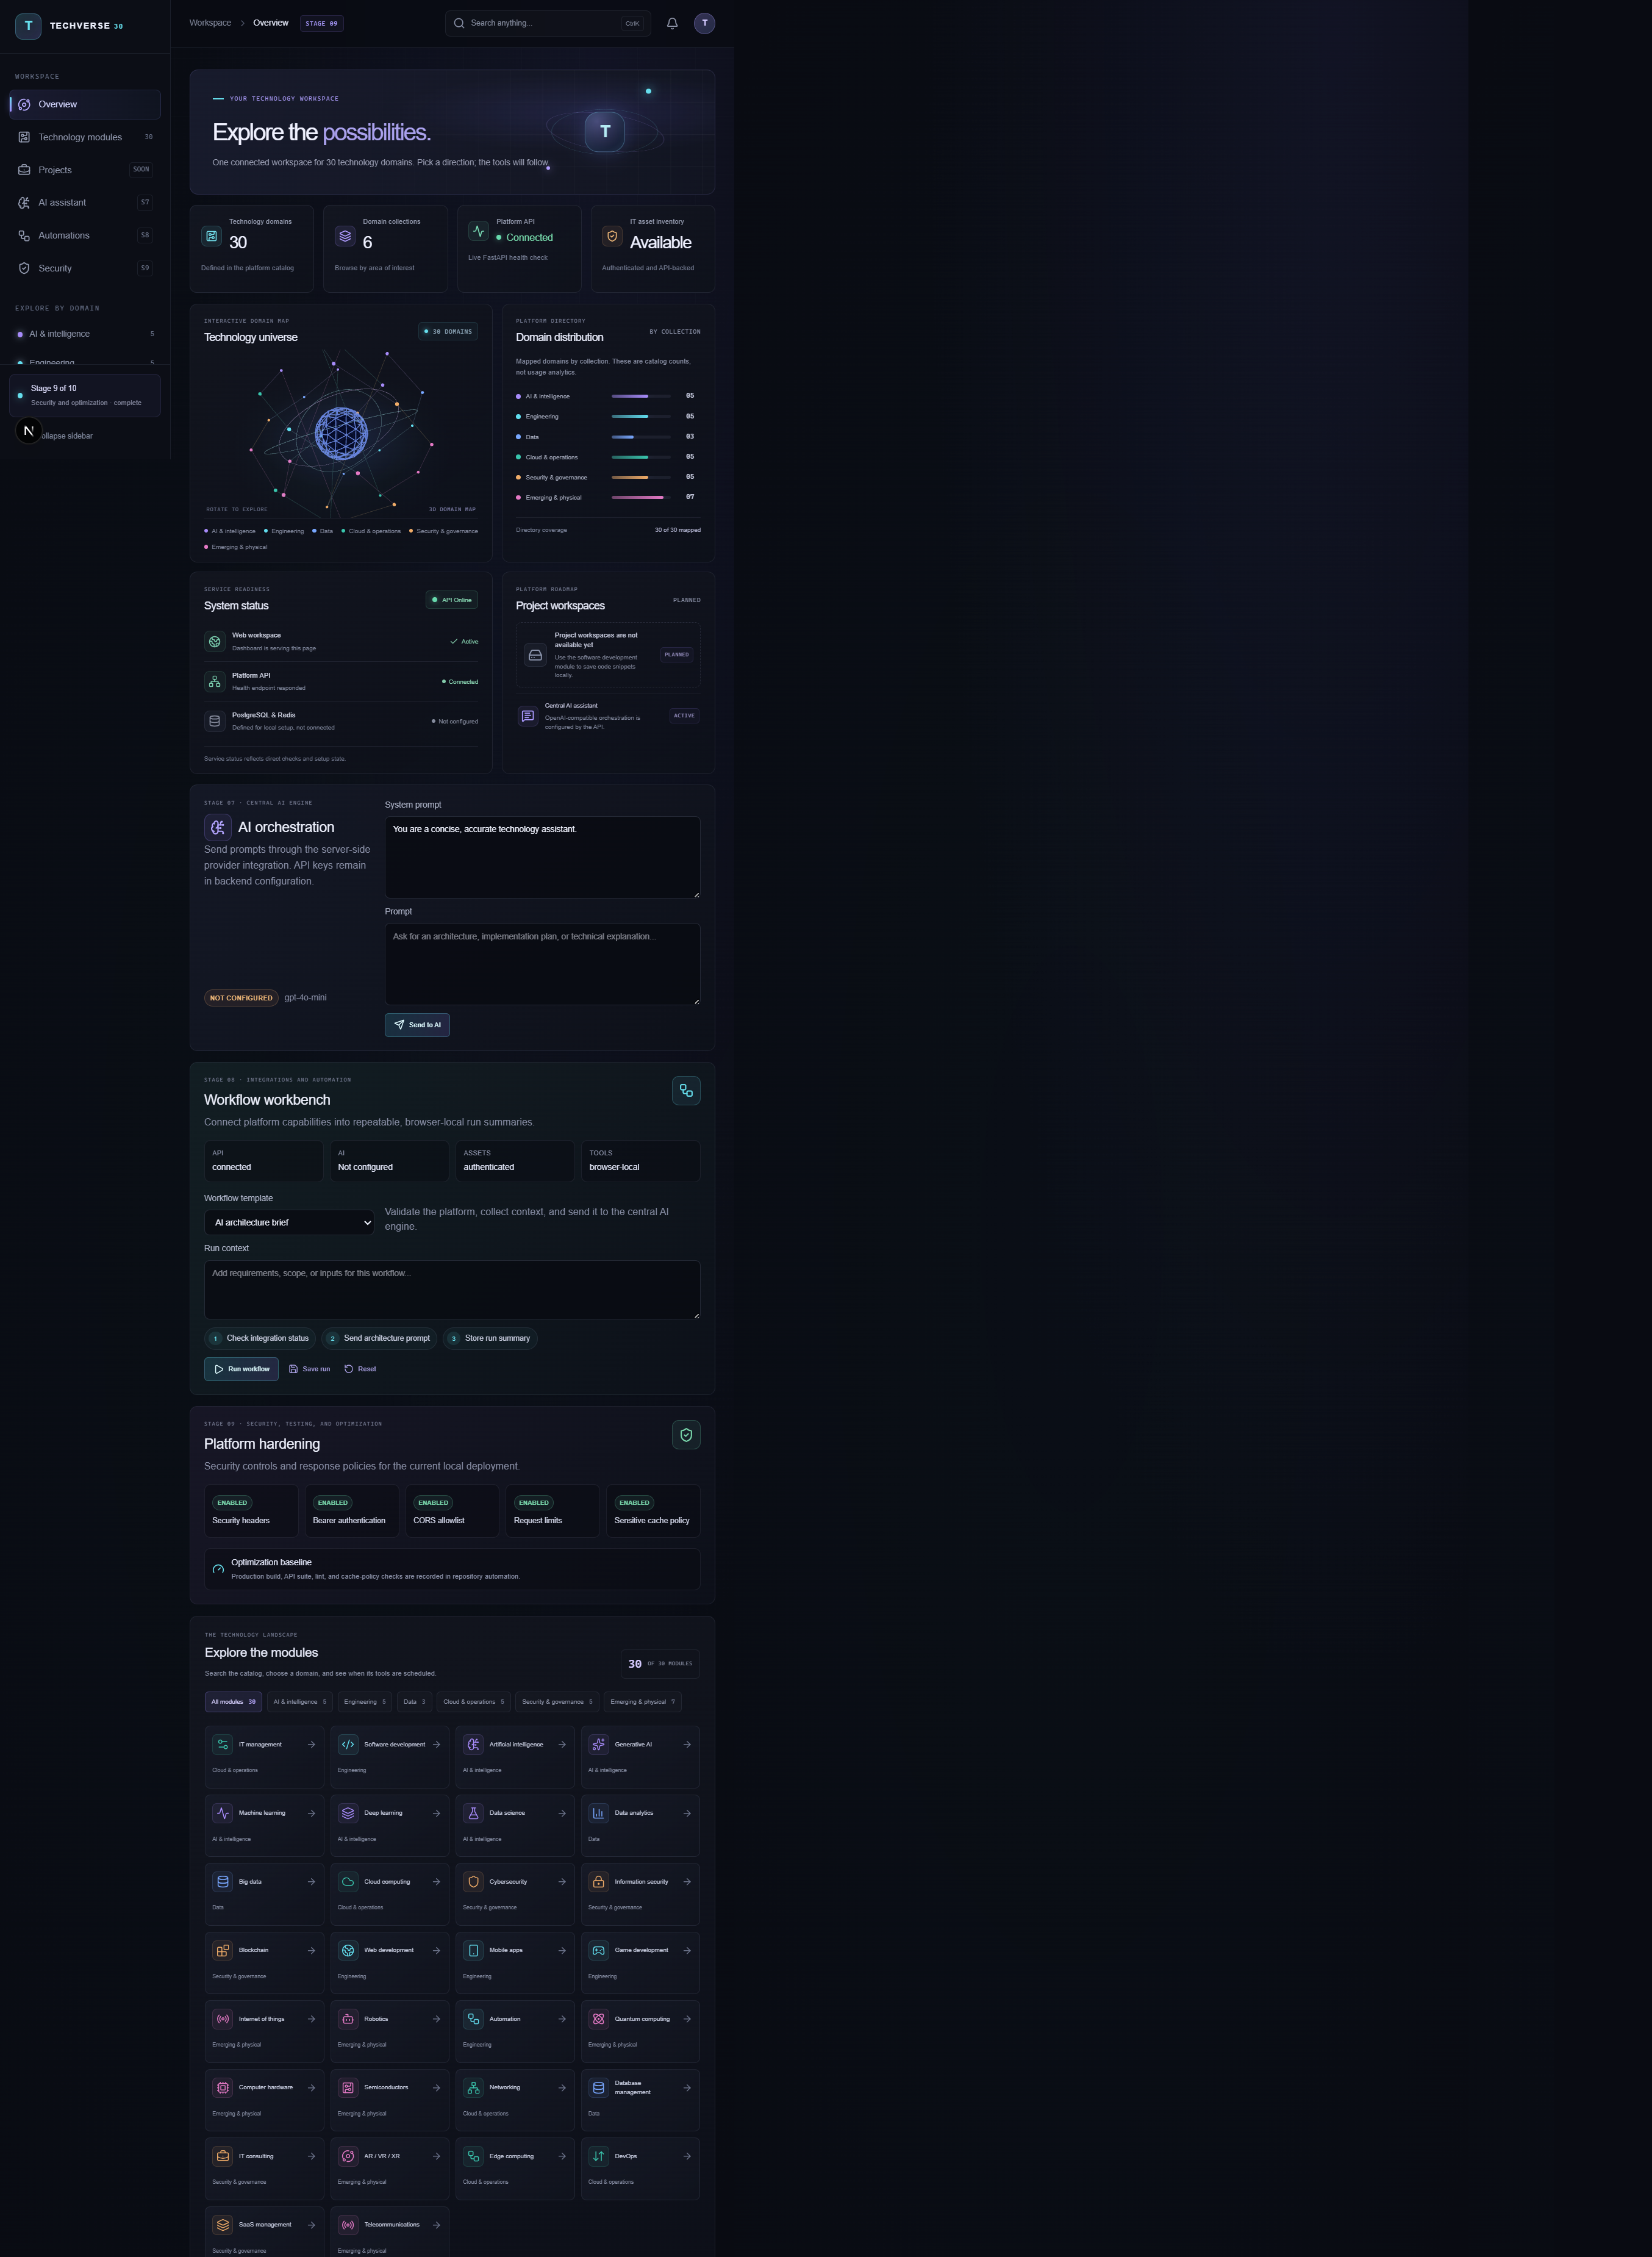 T TECHVERSE 30
WORKSPACE
Overview
Technology modules 30
Projects SOON
AI assistant S7
Automations S8
Security S9
EXPLORE BY DOMAIN
AI & intelligence 5
Engineering 5
Stage 9 of 10
Security and optimization · complete
N
ollapse sidebar
Workspace > Overview STAGE 09
Search anything... CtrlK
T
YOUR TECHNOLOGY WORKSPACE
Explore the possibilities.
One connected workspace for 30 technology domains. Pick a direction; the tools will follow.
T
Technology domains
30
Defined in the platform catalog
Domain collections
6
Browse by area of interest
Platform API
Connected
Live FastAPI health check
IT asset inventory
Available
Authenticated and API-backed
INTERACTIVE DOMAIN MAP
Technology universe
30 DOMAINS
ROTATE TO EXPLORE
3D DOMAIN MAP
AI & intelligence Engineering Data Cloud & operations Security & governance
Emerging & physical
PLATFORM DIRECTORY
Domain distribution
BY COLLECTION
Mapped domains by collection. These are catalog counts,
not usage analytics.
AI & intelligence 05
Engineering 05
Data 03
Cloud & operations 05
Security & governance 05
Emerging & physical 07
Directory coverage 30 of 30 mapped
SERVICE READINESS
System status
API Online
Web workspace
Dashboard is serving this page
Active
Platform API
Health endpoint responded
Connected
PostgreSQL & Redis
Defined for local setup, not connected
Not configured
Service status reflects direct checks and setup state.
PLATFORM ROADMAP
Project workspaces
PLANNED
Project workspaces are not
available yet
Use the software development
module to save code snippets
locally.
PLANNED
Central AI assistant
OpenAI-compatible orchestration is
configured by the API.
ACTIVE
STAGE 07 · CENTRAL AI ENGINE
AI orchestration
Send prompts through the server-side
provider integration. API keys remain
in backend configuration.
NOT CONFIGURED gpt-4o-mini
System prompt
You are a concise, accurate technology assistant.
Prompt
Ask for an architecture, implementation plan, or technical explanation...
Send to AI
STAGE 08 · INTEGRATIONS AND AUTOMATION
Workflow workbench
Connect platform capabilities into repeatable, browser-local run summaries.
API
connected
AI
Not configured
ASSETS
authenticated
TOOLS
browser-local
Workflow template
AI architecture brief
Validate the platform, collect context, and send it to the central AI
engine.
Run context
Add requirements, scope, or inputs for this workflow...
1 Check integration status 2 Send architecture prompt 3 Store run summary
Run workflow Save run Reset
STAGE 09 · SECURITY, TESTING, AND OPTIMIZATION
Platform hardening
Security controls and response policies for the current local deployment.
ENABLED
Security headers
ENABLED
Bearer authentication
ENABLED
CORS allowlist
ENABLED
Request limits
ENABLED
Sensitive cache policy
Optimization baseline
Production build, API suite, lint, and cache-policy checks are recorded in repository automation.
THE TECHNOLOGY LANDSCAPE
Explore the modules
Search the catalog, choose a domain, and see when its tools are scheduled.
30 OF 30 MODULES
All modules 30 AI & intelligence 5 Engineering 5 Data 3 Cloud & operations 5 Security & governance 5 Emerging & physical 7
IT management
Cloud & operations
Software development
Engineering
Artificial intelligence
AI & intelligence
Generative AI
AI & intelligence
Machine learning
AI & intelligence
Deep learning
AI & intelligence
Data science
AI & intelligence
Data analytics
Data
Big data
Data
Cloud computing
Cloud & operations
Cybersecurity
Security & governance
Information security
Security & governance
Blockchain
Security & governance
Web development
Engineering
Mobile apps
Engineering
Game development
Engineering
Internet of things
Emerging & physical
Robotics
Emerging & physical
Automation
Engineering
Quantum computing
Emerging & physical
Computer hardware
Emerging & physical
Semiconductors
Emerging & physical
Networking
Cloud & operations
Database
management
Data
IT consulting
Security & governance
AR / VR / XR
Emerging & physical
Edge computing
Cloud & operations
DevOps
Cloud & operations
SaaS management
Security & governance
Telecommunications
Emerging & physical